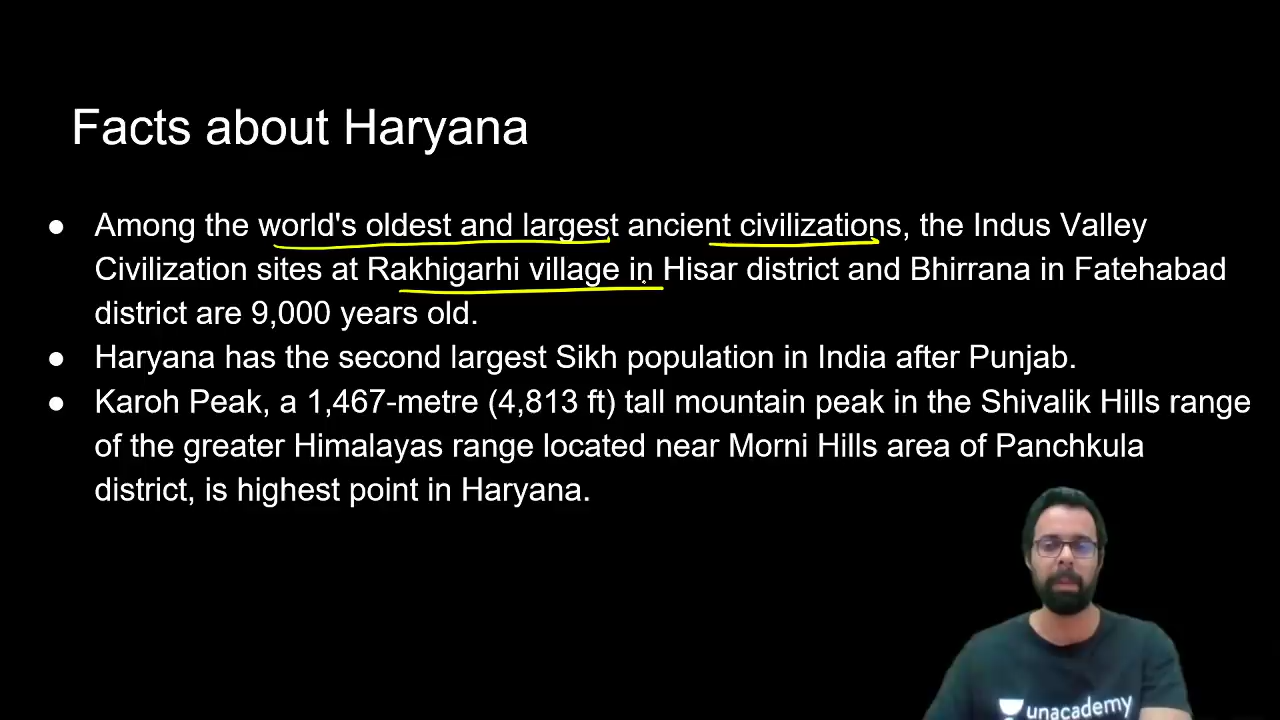 Facts about Haryana
● Among the world's oldest and largest ancient civilizations, the Indus Valley
Civilization sites at Rakhigarhi village in Hisar district and Bhirrana in Fatehabad
district are 9,000 years old.
● Haryana has the second largest Sikh population in India after Punjab.
● Karoh Peak, a 1,467-metre (4,813 ft) tall mountain peak in the Shivalik Hills range
of the greater Himalayas range located near Morni Hills area of Panchkula
district, is highest point in Haryana.
unacademy